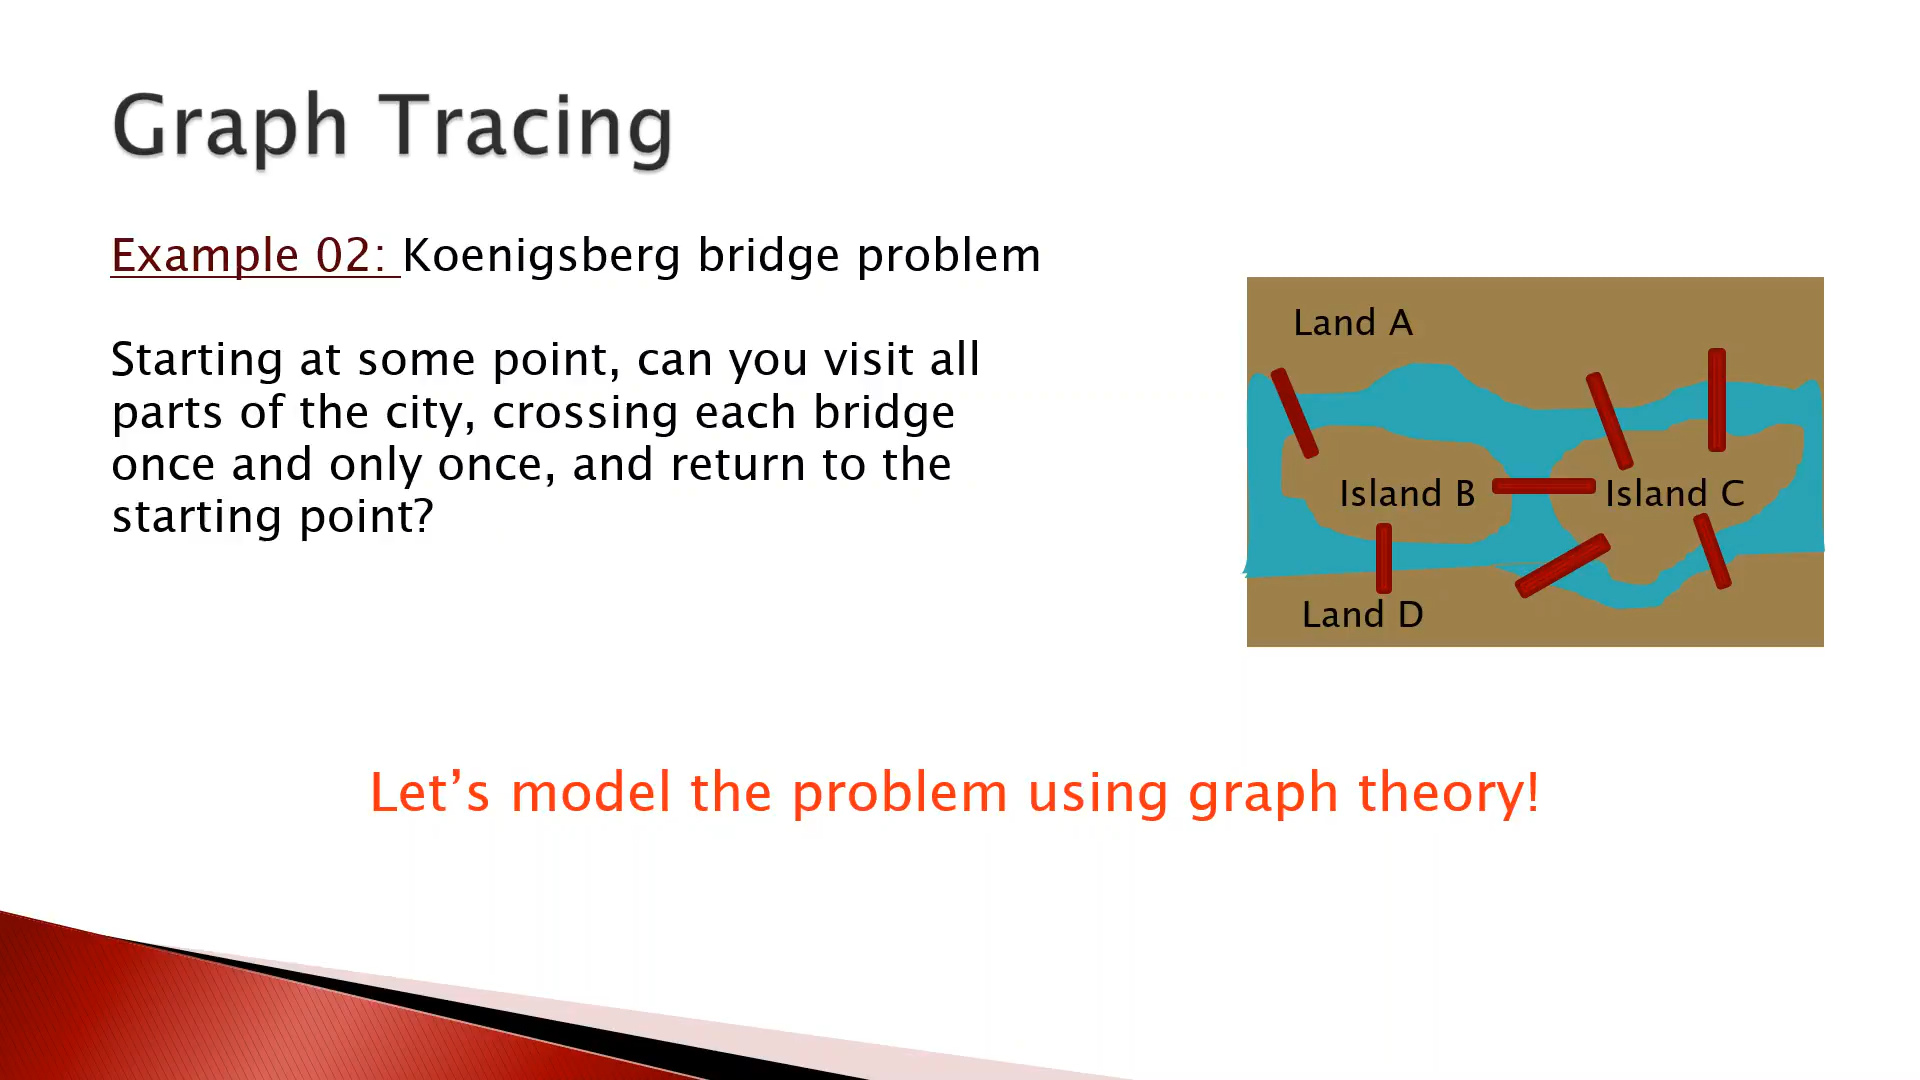 Graph Tracing
Example 02: Koenigsberg bridge problem
Starting at some point, can you visit all
parts of the city, crossing each bridge
once and only once, and return to the
starting point?
Land A
Island B
Island C
Land D
Let’s model the problem using graph theory!